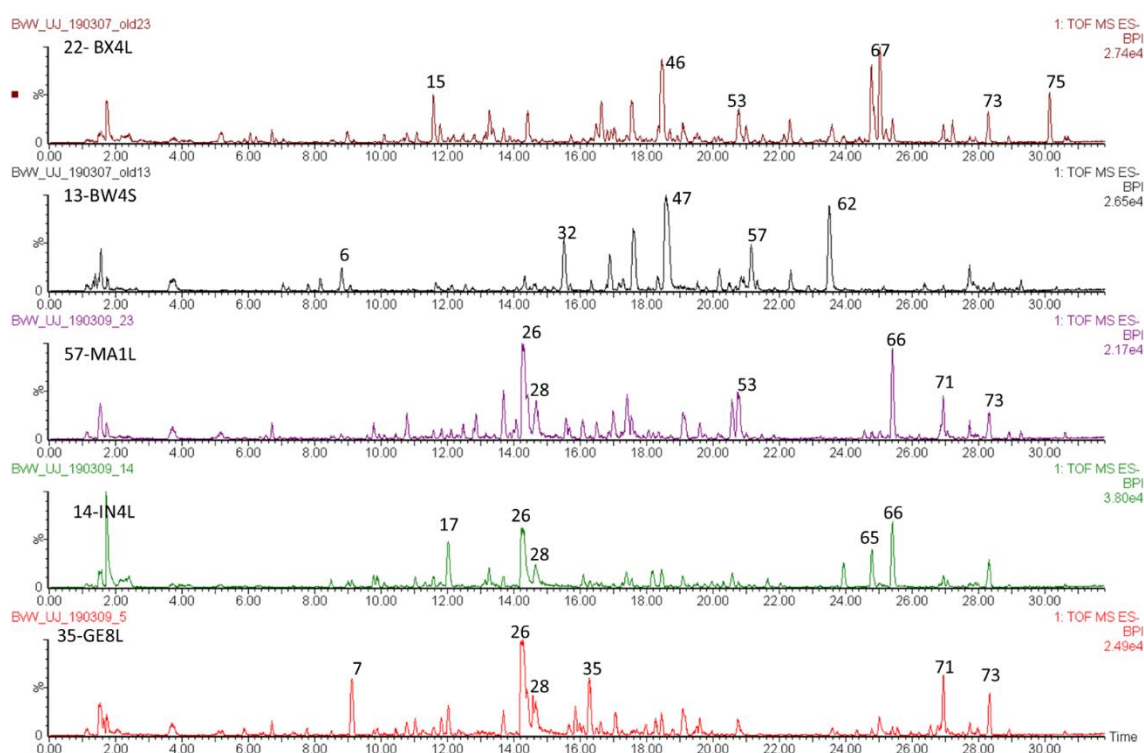 BvW_UJ_190307_old23
1: TOF MS ES-
BPI
2.74e4
22- BX4L
15
46
53
67
73
75
%
0
0.00 2.00 4.00 6.00 8.00 10.00 12.00 14.00 16.00 18.00 20.00 22.00 24.00 26.00 28.00 30.00
BvW_UJ_190307_old13
1: TOF MS ES-
BPI
2.65e4
13-BW4S
6
32
47
57
62
%
0
0.00 2.00 4.00 6.00 8.00 10.00 12.00 14.00 16.00 18.00 20.00 22.00 24.00 26.00 28.00 30.00
BvW_UJ_190309_23
1: TOF MS ES-
BPI
2.17e4
57-MA1L
26
28
53
66
71
73
%
0
0.00 2.00 4.00 6.00 8.00 10.00 12.00 14.00 16.00 18.00 20.00 22.00 24.00 26.00 28.00 30.00
BvW_UJ_190309_14
1: TOF MS ES-
BPI
3.80e4
14-IN4L
17
26
28
65
66
%
0
0.00 2.00 4.00 6.00 8.00 10.00 12.00 14.00 16.00 18.00 20.00 22.00 24.00 26.00 28.00 30.00
BvW_UJ_190309_5
1: TOF MS ES-
BPI
2.49e4
35-GE8L
7
26
28
35
71
73
%
0
Time
0.00 2.00 4.00 6.00 8.00 10.00 12.00 14.00 16.00 18.00 20.00 22.00 24.00 26.00 28.00 30.00